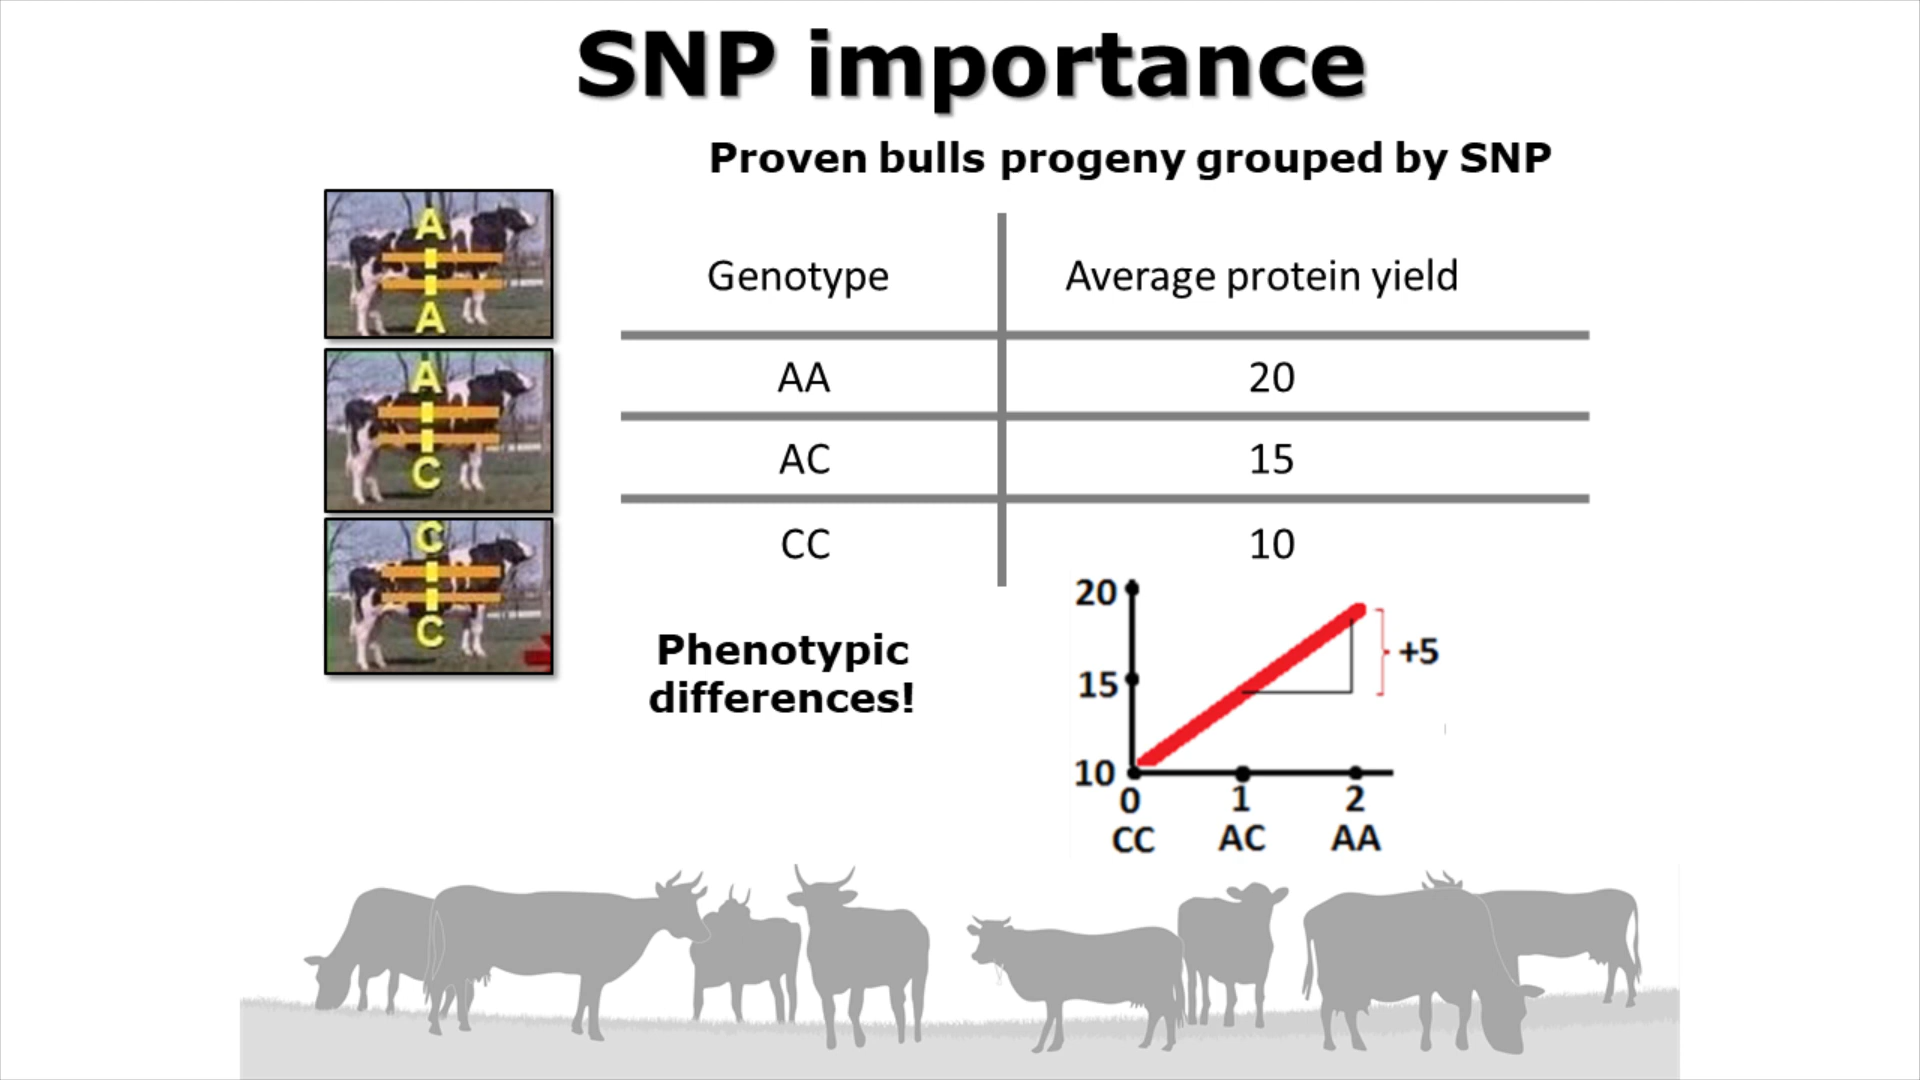 SNP importance
Proven bulls progeny grouped by SNP
A
A
A
C
C
C
Genotype Average protein yield
AA 20
AC 15
CC 10
Phenotypic
differences!
20
15
10
+5
0 1 2
CC AC AA